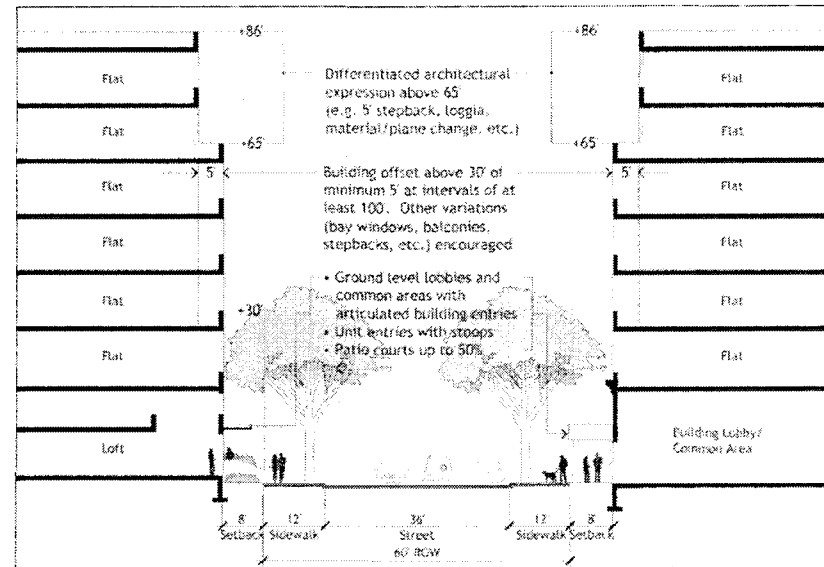 +86'
+86'
Flat
Differentiated architectural
expression above 65'
(e.g. 5' stepback, loggia,
material/plane change, etc.)
Flat
Flat
+65'
+65'
Flat
5'
Building offset above 30' of
minimum 5' at intervals of at
least 100'. Other variations
(bay windows, balconies,
stepbacks, etc.) encouraged
5'
Flat
Flat
Flat
Flat
• Ground level lobbies and
common areas with
articulated building entries
• Unit entries with stoops
• Patio courts up to 50%
Flat
+30'
Flat
Flat
Flat
Loft
Building Lobby/
Common Area
8'
12'
36'
12'
8'
Setback
Sidewalk
Street
Sidewalk
Setback
60' ROW